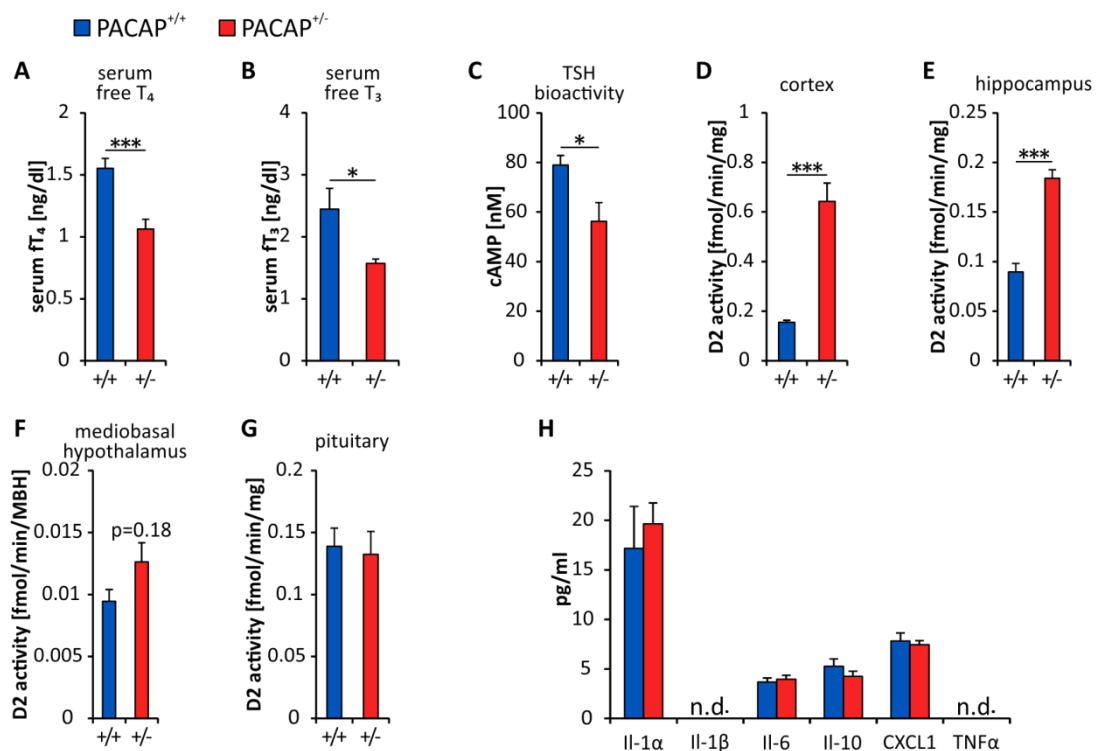 PACAP+/+ PACAP+/-
A
serum
free T4
serum fT4 [ng/dl]
2
1.5
1
0.5
0
***
+/+ +/-
B
serum
free T3
serum fT3 [ng/dl]
4
3
2
1
0
*
+/+ +/-
C
TSH
bioactivity
cAMP [nM]
100
80
60
40
20
0
*
+/+ +/-
D
cortex
D2 activity [fmol/min/mg]
1
0.8
0.6
0.4
0.2
0
***
+/+ +/-
E
hippocampus
D2 activity [fmol/min/mg]
0.25
0.2
0.15
0.1
0.05
0
***
+/+ +/-
F
mediobasal
hypothalamus
D2 activity [fmol/min/MBH]
0.02
0.015
0.01
0.005
0
p=0.18
+/+ +/-
G
pituitary
D2 activity [fmol/min/mg]
0.2
0.15
0.1
0.05
0
+/+ +/-
H
pg/ml
25
20
15
10
5
0
n.d. n.d.
Il-1α Il-1β Il-6 Il-10 CXCL1 TNFα